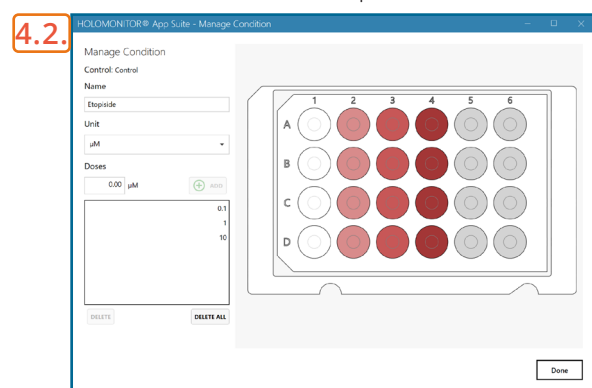 4.2.
HOLOMONITOR® App Suite - Manage Condition
Manage Condition
Control: Control
Name
Etopiside
Unit
µM
Doses
0.00 µM ADD
0.1
1
10
DELETE DELETE ALL
1 2 3 4 5 6
A
B
C
D
Done